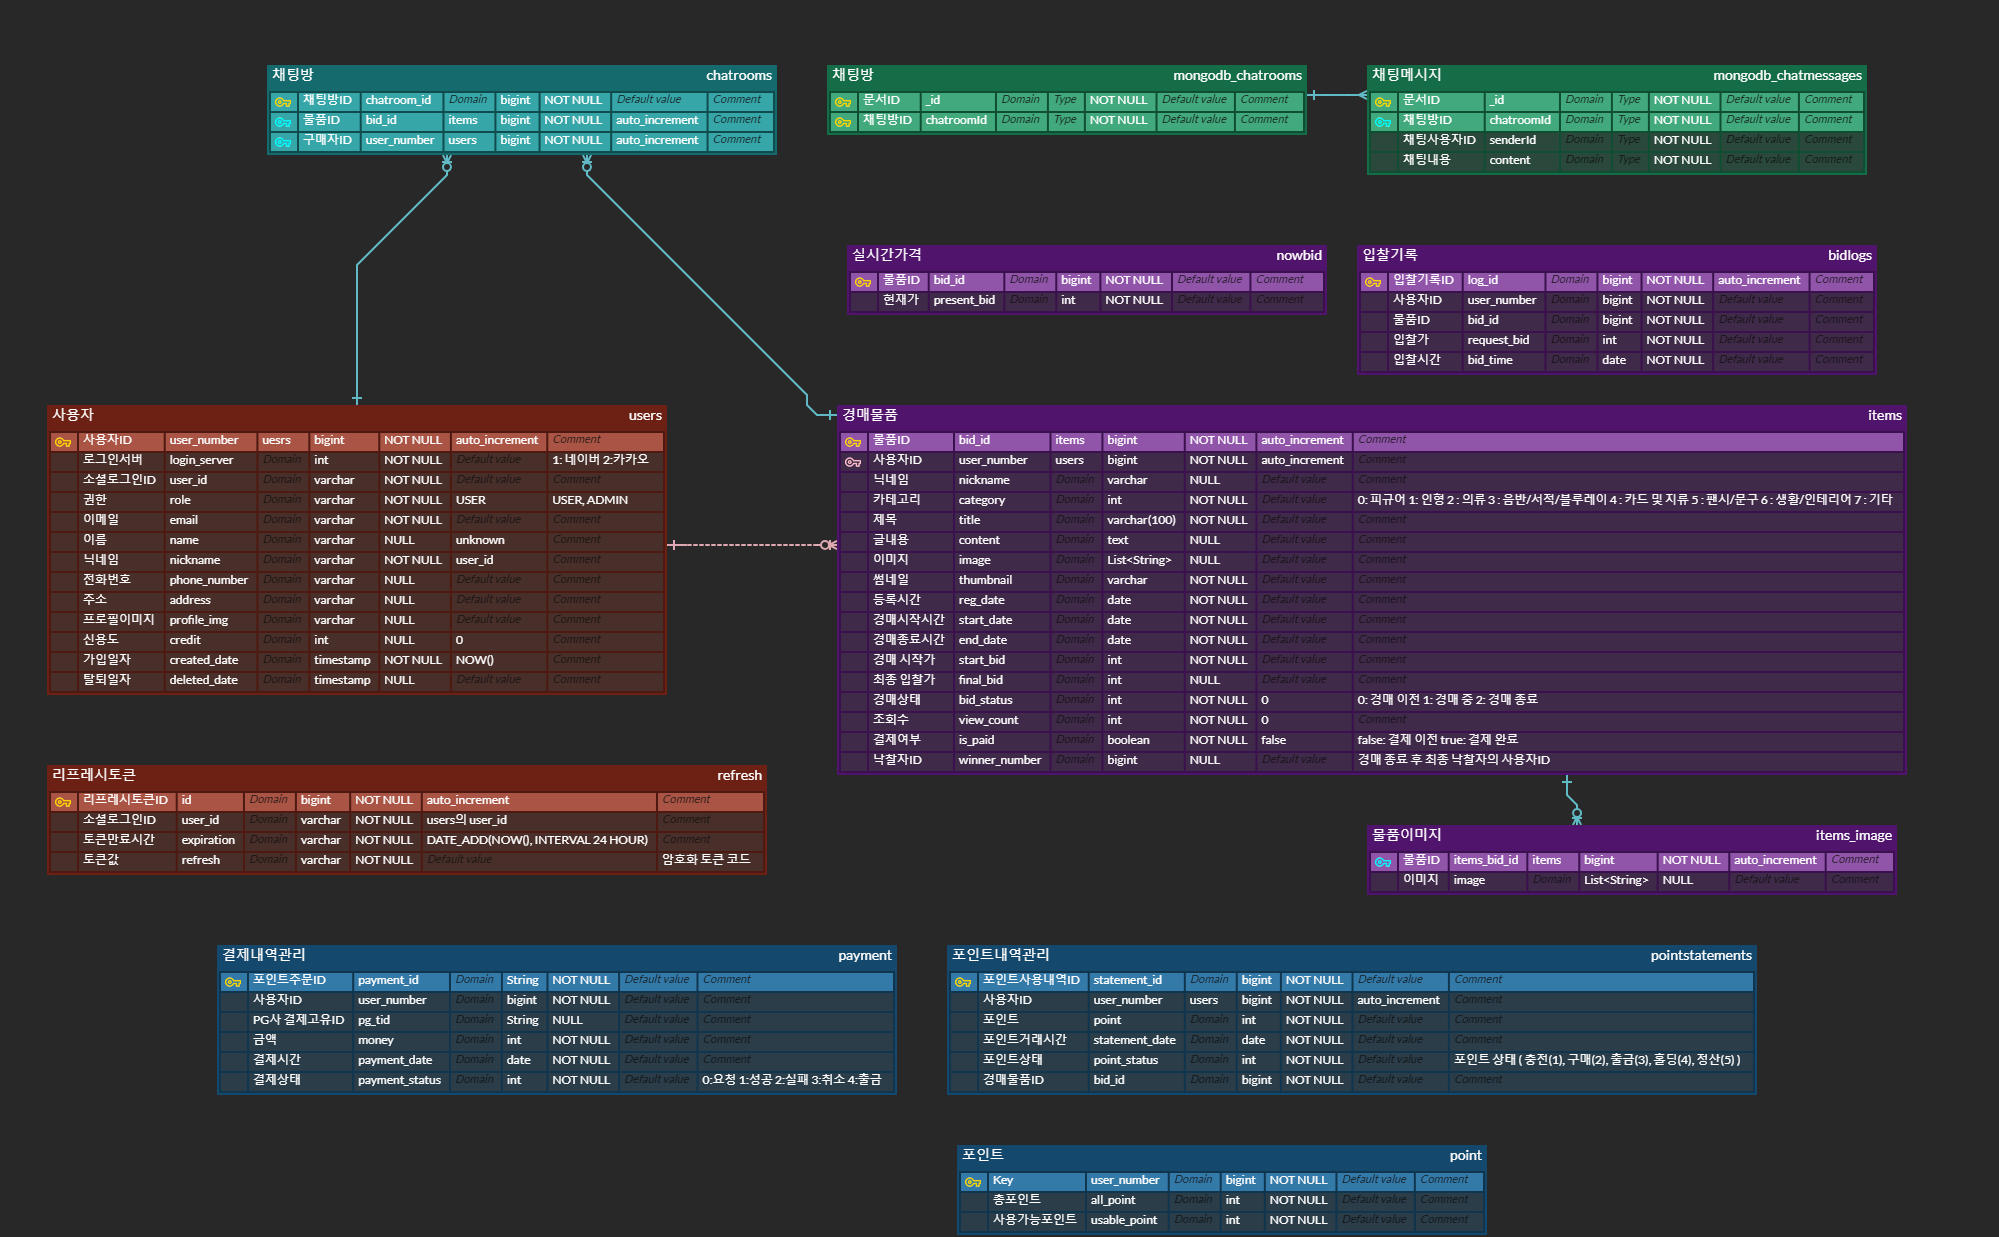 채팅방 chatrooms
채팅방ID chatroom_id Domain bigint NOT NULL Default value Comment
물품ID bid_id items bigint NOT NULL auto_increment Comment
구매자ID user_number users bigint NOT NULL auto_increment Comment
채팅방 mongodb_chatrooms
문서ID _id Domain Type NOT NULL Default value Comment
채팅방ID chatroomId Domain Type NOT NULL Default value Comment
채팅메시지 mongodb_chatmessages
문서ID _id Domain Type NOT NULL Default value Comment
채팅방ID chatroomId Domain Type NOT NULL Default value Comment
채팅사용자ID senderId Domain Type NOT NULL Default value Comment
채팅내용 content Domain Type NOT NULL Default value Comment
실시간가격 nowbid
물품ID bid_id Domain bigint NOT NULL Default value Comment
현재가 present_bid Domain int NOT NULL Default value Comment
입찰기록 bidlogs
입찰기록ID log_id Domain bigint NOT NULL auto_increment Comment
사용자ID user_number Domain bigint NOT NULL Default value Comment
물품ID bid_id Domain bigint NOT NULL Default value Comment
입찰가 request_bid Domain int NOT NULL Default value Comment
입찰시간 bid_time Domain date NOT NULL Default value Comment
사용자 users
사용자ID user_number uesrs bigint NOT NULL auto_increment Comment
로그인서버 login_server Domain int NOT NULL Default value 1: 네이버 2:카카오
소셜로그인ID user_id Domain varchar NOT NULL Default value Comment
권한 role Domain varchar NOT NULL USER USER, ADMIN
이메일 email Domain varchar NOT NULL Default value Comment
이름 name Domain varchar NULL unknown Comment
닉네임 nickname Domain varchar NOT NULL user_id Comment
전화번호 phone_number Domain varchar NULL Default value Comment
주소 address Domain varchar NULL Default value Comment
프로필이미지 profile_img Domain varchar NULL Default value Comment
신용도 credit Domain int NULL 0 Comment
가입일자 created_date Domain timestamp NOT NULL NOW() Comment
탈퇴일자 deleted_date Domain timestamp NULL Default value Comment
경매물품 items
물품ID bid_id items bigint NOT NULL auto_increment Comment
사용자ID user_number users bigint NOT NULL auto_increment Comment
닉네임 nickname Domain varchar NULL Default value Comment
카테고리 category Domain int NOT NULL Default value 0: 피규어 1: 인형 2 : 의류 3 : 음반/서적/블루레이 4 : 카드 및 지류 5 : 팬시/문구 6 : 생활/인테리어 7 : 기타
제목 title Domain varchar(100) NOT NULL Default value Comment
글내용 content Domain text NULL Default value Comment
이미지 image Domain List<String> NULL Default value Comment
썸네일 thumbnail Domain varchar NOT NULL Default value Comment
등록시간 reg_date Domain date NOT NULL Default value Comment
경매시작시간 start_date Domain date NOT NULL Default value Comment
경매종료시간 end_date Domain date NOT NULL Default value Comment
경매 시작가 start_bid Domain int NOT NULL Default value Comment
최종 입찰가 final_bid Domain int NULL Default value Comment
경매상태 bid_status Domain int NOT NULL 0 0: 경매 이전 1: 경매 중 2: 경매 종료
조회수 view_count Domain int NOT NULL 0 Comment
결제여부 is_paid Domain boolean NOT NULL false false: 결제 이전 true: 결제 완료
낙찰자ID winner_number Domain bigint NULL Default value 경매 종료 후 최종 낙찰자의 사용자ID
리프레시토큰 refresh
리프레시토큰ID id Domain bigint NOT NULL auto_increment Comment
소셜로그인ID user_id Domain varchar NOT NULL users의 user_id Comment
토큰만료시간 expiration Domain varchar NOT NULL DATE_ADD(NOW(), INTERVAL 24 HOUR) Comment
토큰값 refresh Domain varchar NOT NULL Default value 암호화 토큰 코드
물품이미지 items_image
물품ID items_bid_id items bigint NOT NULL auto_increment Comment
이미지 image Domain List<String> NULL Default value Comment
결제내역관리 payment
포인트주문ID payment_id Domain String NOT NULL Default value Comment
사용자ID user_number Domain bigint NOT NULL Default value Comment
PG사 결제고유ID pg_tid Domain String NULL Default value Comment
금액 money Domain int NOT NULL Default value Comment
결제시간 payment_date Domain date NOT NULL Default value Comment
결제상태 payment_status Domain int NOT NULL Default value 0:요청 1:성공 2:실패 3:취소 4:출금
포인트내역관리 pointstatements
포인트사용내역ID statement_id Domain bigint NOT NULL Default value Comment
사용자ID user_number users bigint NOT NULL auto_increment Comment
포인트 point Domain int NOT NULL Default value Comment
포인트거래시간 statement_date Domain date NOT NULL Default value Comment
포인트상태 point_status Domain int NOT NULL Default value 포인트 상태 ( 충전(1), 구매(2), 출금(3), 홀딩(4), 정산(5) )
경매물품ID bid_id Domain bigint NOT NULL Default value Comment
포인트 point
Key user_number Domain bigint NOT NULL Default value Comment
총포인트 all_point Domain int NOT NULL Default value Comment
사용가능포인트 usable_point Domain int NOT NULL Default value Comment